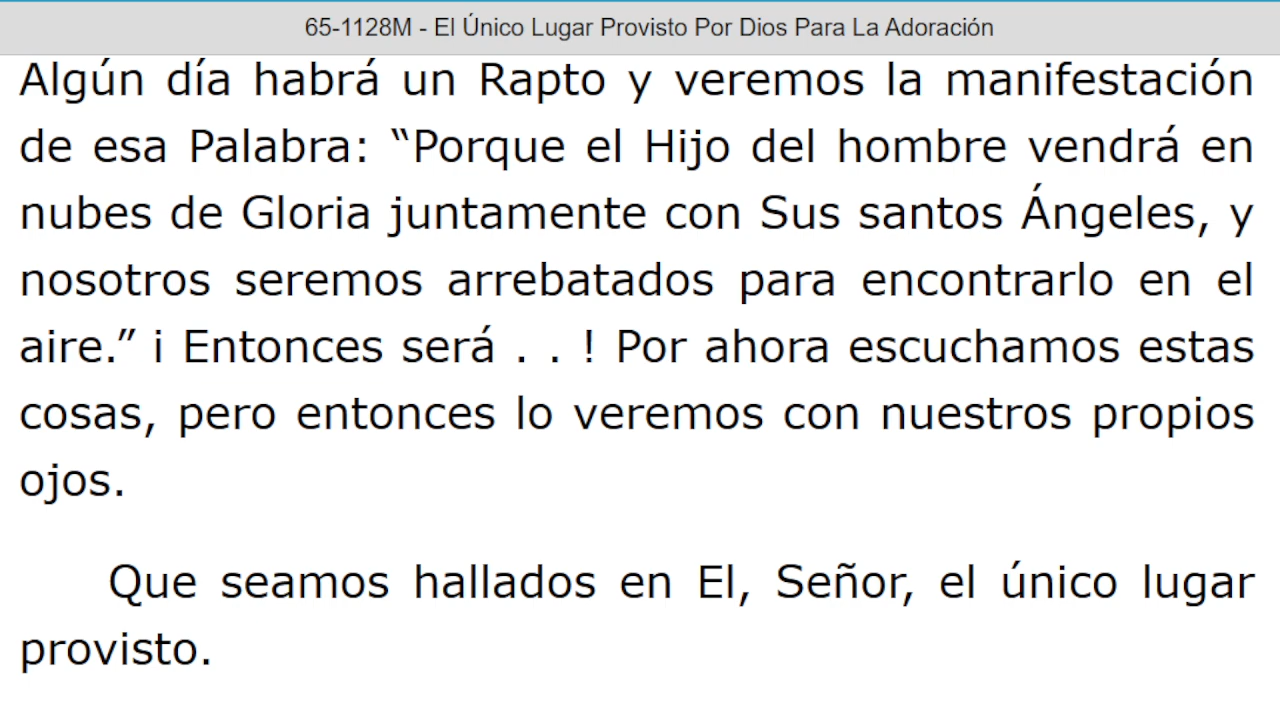 65-1128M - El Único Lugar Provisto Por Dios Para La Adoración
Algún día habrá un Rapto y veremos la manifestación
de esa Palabra: “Porque el Hijo del hombre vendrá en
nubes de Gloria juntamente con Sus santos Ángeles, y
nosotros seremos arrebatados para encontrarlo en el
aire.” ¡ Entonces será . . ! Por ahora escuchamos estas
cosas, pero entonces lo veremos con nuestros propios
ojos.
Que seamos hallados en El, Señor, el único lugar
provisto.